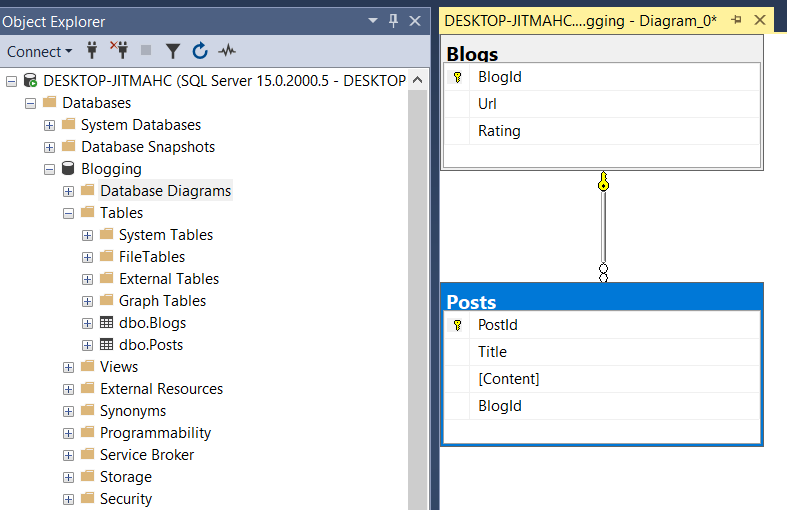 Object Explorer
Connect
DESKTOP-JITMAHC (SQL Server 15.0.2000.5 - DESKTOP
Databases
System Databases
Database Snapshots
Blogging
Database Diagrams
Tables
System Tables
FileTables
External Tables
Graph Tables
dbo.Blogs
dbo.Posts
Views
External Resources
Synonyms
Programmability
Service Broker
Storage
Security
DESKTOP-JITMAHC....gging - Diagram_0*
Blogs
BlogId
Url
Rating
Posts
PostId
Title
[Content]
BlogId